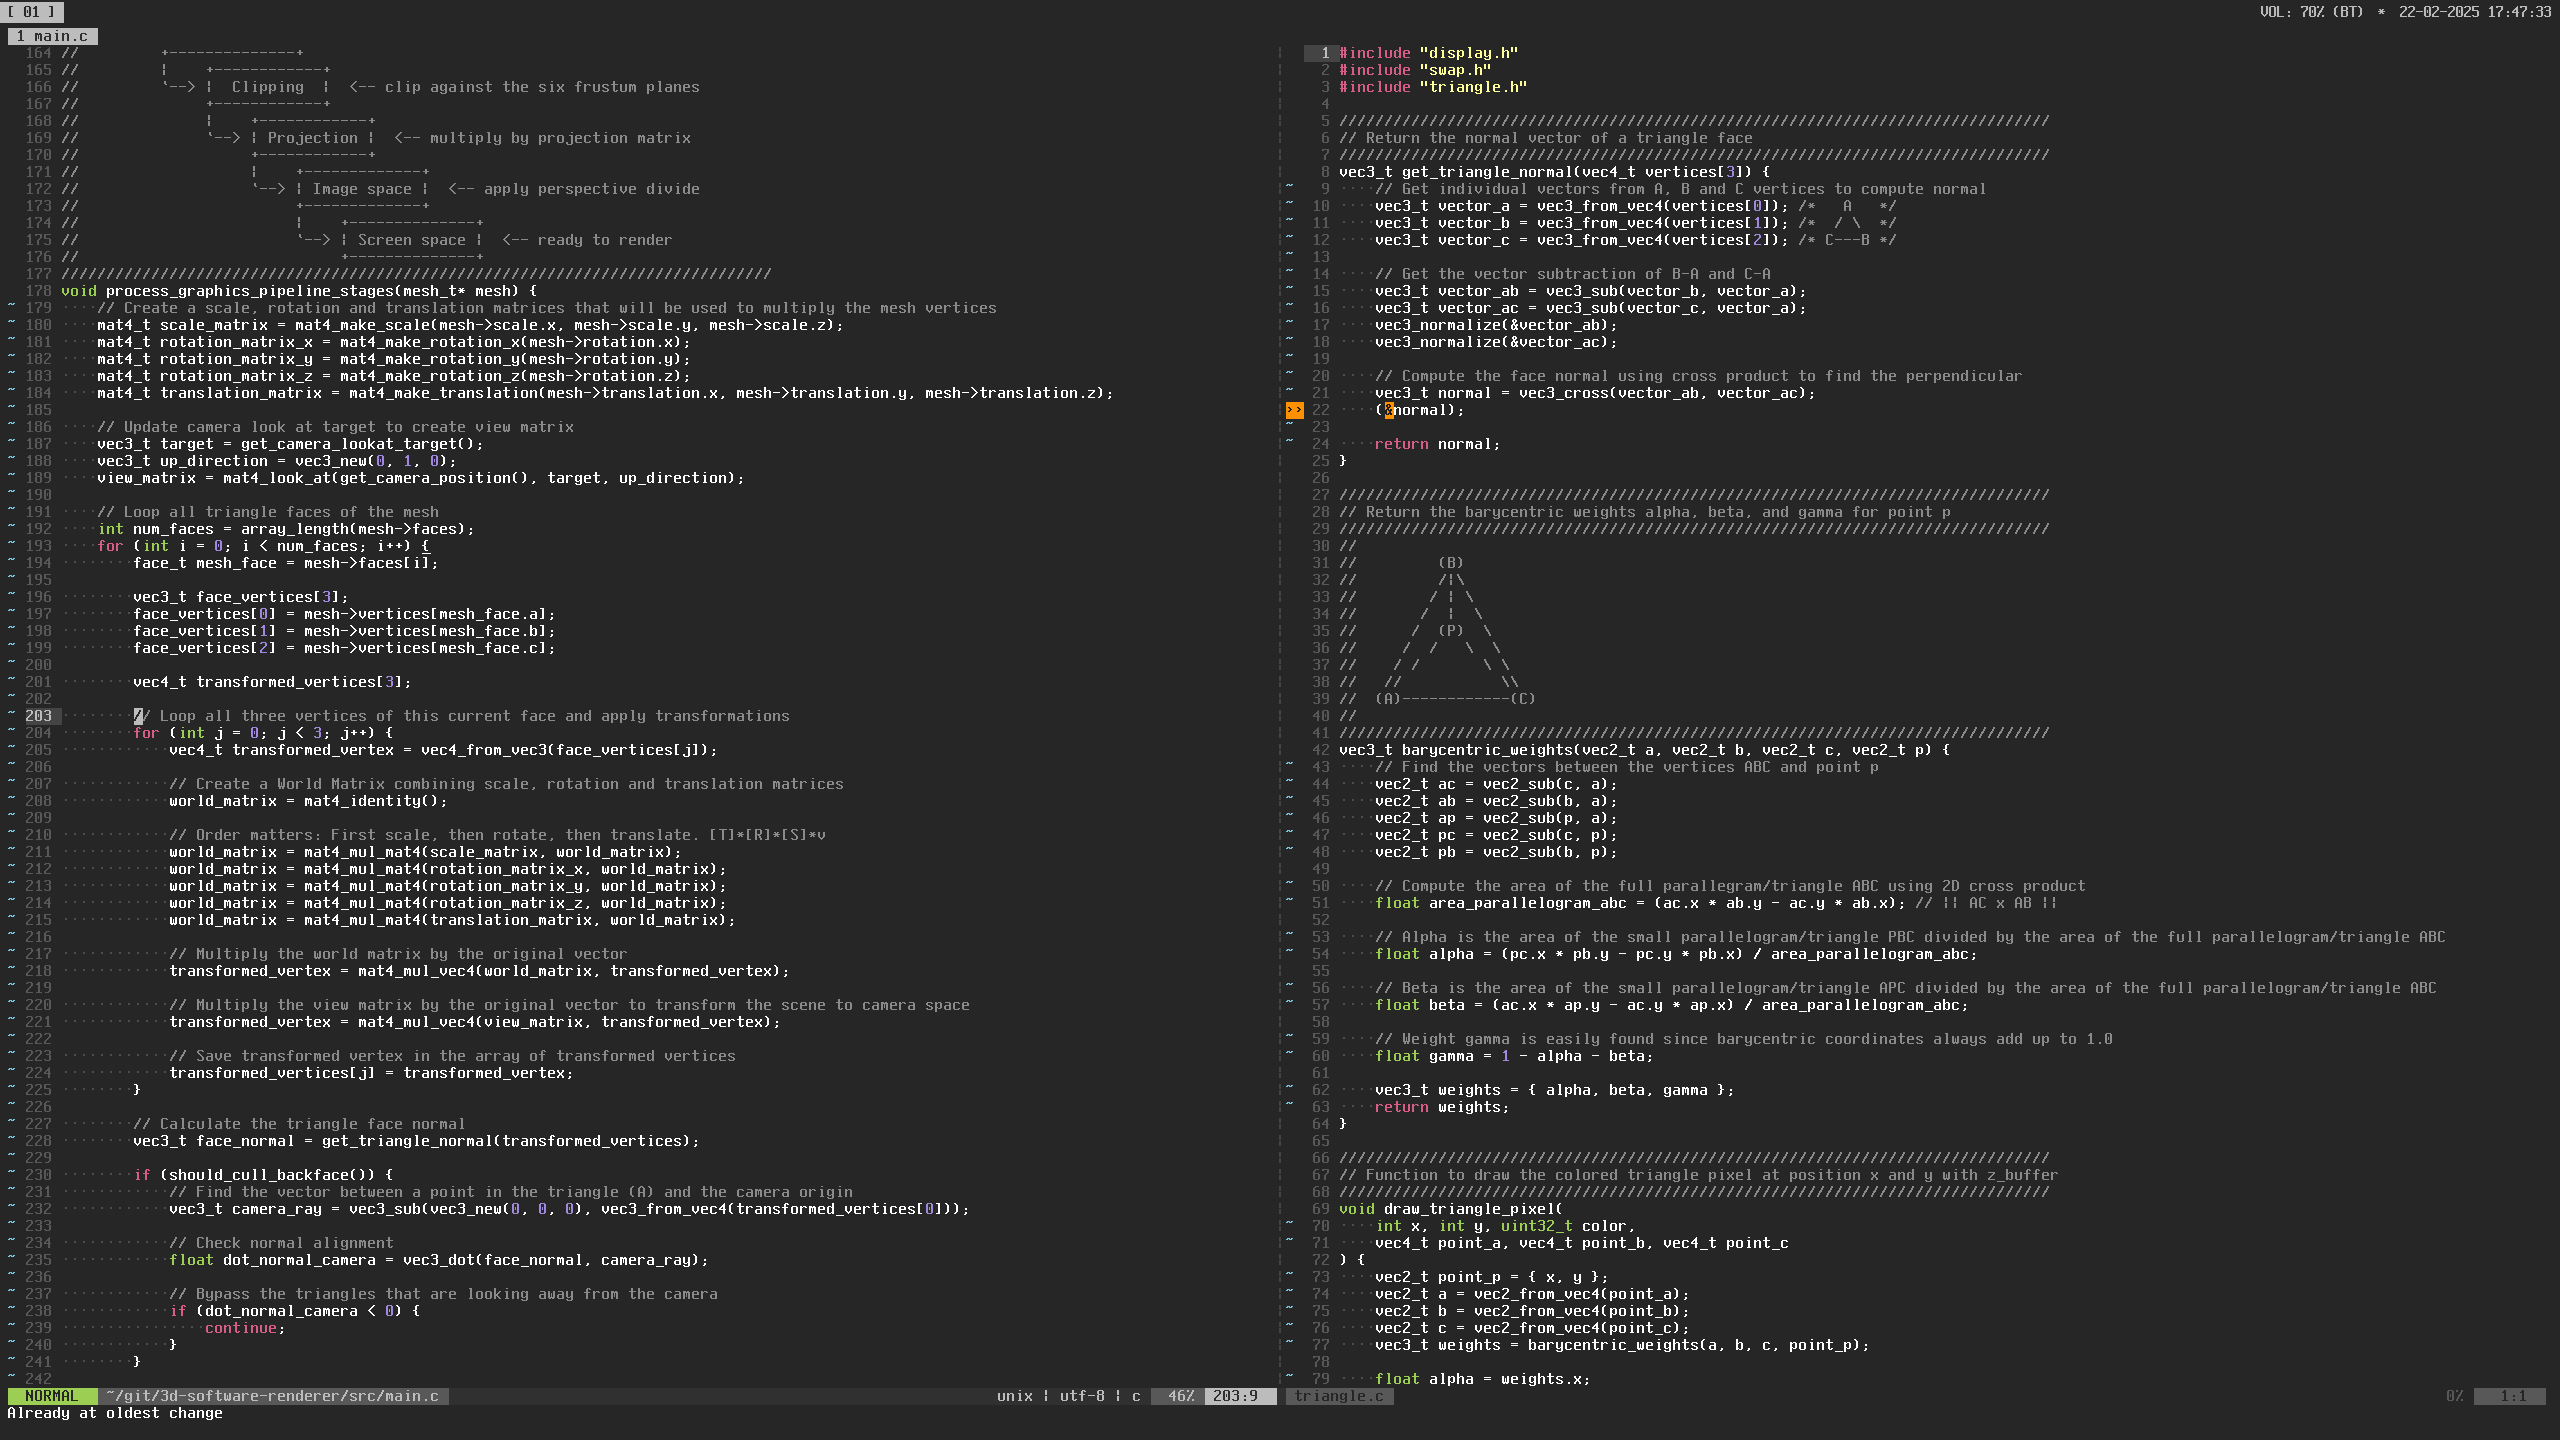 [ 01 ]
VOL: 70% (BT) * 22-02-2025 17:47:33
1 main.c
164 //         +--------------+
165 //         ¦    +------------+
166 //         `--> ¦  Clipping  ¦  <-- clip against the six frustum planes
167 //              +------------+
168 //              ¦    +------------+
169 //              `--> ¦ Projection ¦  <-- multiply by projection matrix
170 //                   +------------+
171 //                   ¦    +-------------+
172 //                   `--> ¦ Image space ¦  <-- apply perspective divide
173 //                        +-------------+
174 //                        ¦    +--------------+
175 //                        `--> ¦ Screen space ¦  <-- ready to render
176 //                             +--------------+
177 ///////////////////////////////////////////////////////////////////////////////
178 void process_graphics_pipeline_stages(mesh_t* mesh) {
~ 179 ····// Create a scale, rotation and translation matrices that will be used to multiply the mesh vertices
~ 180 ····mat4_t scale_matrix = mat4_make_scale(mesh->scale.x, mesh->scale.y, mesh->scale.z);
~ 181 ····mat4_t rotation_matrix_x = mat4_make_rotation_x(mesh->rotation.x);
~ 182 ····mat4_t rotation_matrix_y = mat4_make_rotation_y(mesh->rotation.y);
~ 183 ····mat4_t rotation_matrix_z = mat4_make_rotation_z(mesh->rotation.z);
~ 184 ····mat4_t translation_matrix = mat4_make_translation(mesh->translation.x, mesh->translation.y, mesh->translation.z);
~ 185
~ 186 ····// Update camera look at target to create view matrix
~ 187 ····vec3_t target = get_camera_lookat_target();
~ 188 ····vec3_t up_direction = vec3_new(0, 1, 0);
~ 189 ····view_matrix = mat4_look_at(get_camera_position(), target, up_direction);
~ 190
~ 191 ····// Loop all triangle faces of the mesh
~ 192 ····int num_faces = array_length(mesh->faces);
~ 193 ····for (int i = 0; i < num_faces; i++) {
~ 194 ········face_t mesh_face = mesh->faces[i];
~ 195
~ 196 ········vec3_t face_vertices[3];
~ 197 ········face_vertices[0] = mesh->vertices[mesh_face.a];
~ 198 ········face_vertices[1] = mesh->vertices[mesh_face.b];
~ 199 ········face_vertices[2] = mesh->vertices[mesh_face.c];
~ 200
~ 201 ········vec4_t transformed_vertices[3];
~ 202
~ 203 ········// Loop all three vertices of this current face and apply transformations
~ 204 ········for (int j = 0; j < 3; j++) {
~ 205 ············vec4_t transformed_vertex = vec4_from_vec3(face_vertices[j]);
~ 206
~ 207 ············// Create a World Matrix combining scale, rotation and translation matrices
~ 208 ············world_matrix = mat4_identity();
~ 209
~ 210 ············// Order matters: First scale, then rotate, then translate. [T]*[R]*[S]*v
~ 211 ············world_matrix = mat4_mul_mat4(scale_matrix, world_matrix);
~ 212 ············world_matrix = mat4_mul_mat4(rotation_matrix_x, world_matrix);
~ 213 ············world_matrix = mat4_mul_mat4(rotation_matrix_y, world_matrix);
~ 214 ············world_matrix = mat4_mul_mat4(rotation_matrix_z, world_matrix);
~ 215 ············world_matrix = mat4_mul_mat4(translation_matrix, world_matrix);
~ 216
~ 217 ············// Multiply the world matrix by the original vector
~ 218 ············transformed_vertex = mat4_mul_vec4(world_matrix, transformed_vertex);
~ 219
~ 220 ············// Multiply the view matrix by the original vector to transform the scene to camera space
~ 221 ············transformed_vertex = mat4_mul_vec4(view_matrix, transformed_vertex);
~ 222
~ 223 ············// Save transformed vertex in the array of transformed vertices
~ 224 ············transformed_vertices[j] = transformed_vertex;
~ 225 ········}
~ 226
~ 227 ········// Calculate the triangle face normal
~ 228 ········vec3_t face_normal = get_triangle_normal(transformed_vertices);
~ 229
~ 230 ········if (should_cull_backface()) {
~ 231 ············// Find the vector between a point in the triangle (A) and the camera origin
~ 232 ············vec3_t camera_ray = vec3_sub(vec3_new(0, 0, 0), vec3_from_vec4(transformed_vertices[0]));
~ 233
~ 234 ············// Check normal alignment
~ 235 ············float dot_normal_camera = vec3_dot(face_normal, camera_ray);
~ 236
~ 237 ············// Bypass the triangles that are looking away from the camera
~ 238 ············if (dot_normal_camera < 0) {
~ 239 ················continue;
~ 240 ············}
~ 241 ········}
~ 242
NORMAL ~/git/3d-software-renderer/src/main.c unix ¦ utf-8 ¦ c 46% 203:9
Already at oldest change
1 #include "display.h"
2 #include "swap.h"
3 #include "triangle.h"
4
5 ///////////////////////////////////////////////////////////////////////////////
6 // Return the normal vector of a triangle face
7 ///////////////////////////////////////////////////////////////////////////////
8 vec3_t get_triangle_normal(vec4_t vertices[3]) {
~ 9 ····// Get individual vectors from A, B and C vertices to compute normal
~ 10 ····vec3_t vector_a = vec3_from_vec4(vertices[0]); /*   A   */
~ 11 ····vec3_t vector_b = vec3_from_vec4(vertices[1]); /*  / \  */
~ 12 ····vec3_t vector_c = vec3_from_vec4(vertices[2]); /* C---B */
~ 13
~ 14 ····// Get the vector subtraction of B-A and C-A
~ 15 ····vec3_t vector_ab = vec3_sub(vector_b, vector_a);
~ 16 ····vec3_t vector_ac = vec3_sub(vector_c, vector_a);
~ 17 ····vec3_normalize(&vector_ab);
~ 18 ····vec3_normalize(&vector_ac);
~ 19
~ 20 ····// Compute the face normal using cross product to find the perpendicular
~ 21 ····vec3_t normal = vec3_cross(vector_ab, vector_ac);
>> 22 ····(&normal);
~ 23
~ 24 ····return normal;
25 }
26
27 ///////////////////////////////////////////////////////////////////////////////
28 // Return the barycentric weights alpha, beta, and gamma for point p
29 ///////////////////////////////////////////////////////////////////////////////
30 //
31 //         (B)
32 //         /¦\
33 //        / ¦ \
34 //       /  ¦  \
35 //      /  (P)  \
36 //     /  /   \  \
37 //    / /       \ \
38 //   //           \\
39 //  (A)------------(C)
40 //
41 ///////////////////////////////////////////////////////////////////////////////
42 vec3_t barycentric_weights(vec2_t a, vec2_t b, vec2_t c, vec2_t p) {
~ 43 ····// Find the vectors between the vertices ABC and point p
~ 44 ····vec2_t ac = vec2_sub(c, a);
~ 45 ····vec2_t ab = vec2_sub(b, a);
~ 46 ····vec2_t ap = vec2_sub(p, a);
~ 47 ····vec2_t pc = vec2_sub(c, p);
~ 48 ····vec2_t pb = vec2_sub(b, p);
~ 49
~ 50 ····// Compute the area of the full parallegram/triangle ABC using 2D cross product
~ 51 ····float area_parallelogram_abc = (ac.x * ab.y - ac.y * ab.x); // ¦¦ AC x AB ¦¦
~ 52
~ 53 ····// Alpha is the area of the small parallelogram/triangle PBC divided by the area of the full parallelogram/triangle ABC
~ 54 ····float alpha = (pc.x * pb.y - pc.y * pb.x) / area_parallelogram_abc;
~ 55
~ 56 ····// Beta is the area of the small parallelogram/triangle APC divided by the area of the full parallelogram/triangle ABC
~ 57 ····float beta = (ac.x * ap.y - ac.y * ap.x) / area_parallelogram_abc;
~ 58
~ 59 ····// Weight gamma is easily found since barycentric coordinates always add up to 1.0
~ 60 ····float gamma = 1 - alpha - beta;
~ 61
~ 62 ····vec3_t weights = { alpha, beta, gamma };
~ 63 ····return weights;
64 }
65
66 ///////////////////////////////////////////////////////////////////////////////
67 // Function to draw the colored triangle pixel at position x and y with z_buffer
68 ///////////////////////////////////////////////////////////////////////////////
69 void draw_triangle_pixel(
~ 70 ····int x, int y, uint32_t color,
~ 71 ····vec4_t point_a, vec4_t point_b, vec4_t point_c
72 ) {
~ 73 ····vec2_t point_p = { x, y };
~ 74 ····vec2_t a = vec2_from_vec4(point_a);
~ 75 ····vec2_t b = vec2_from_vec4(point_b);
~ 76 ····vec2_t c = vec2_from_vec4(point_c);
~ 77 ····vec3_t weights = barycentric_weights(a, b, c, point_p);
~ 78
~ 79 ····float alpha = weights.x;
triangle.c 0% 1:1